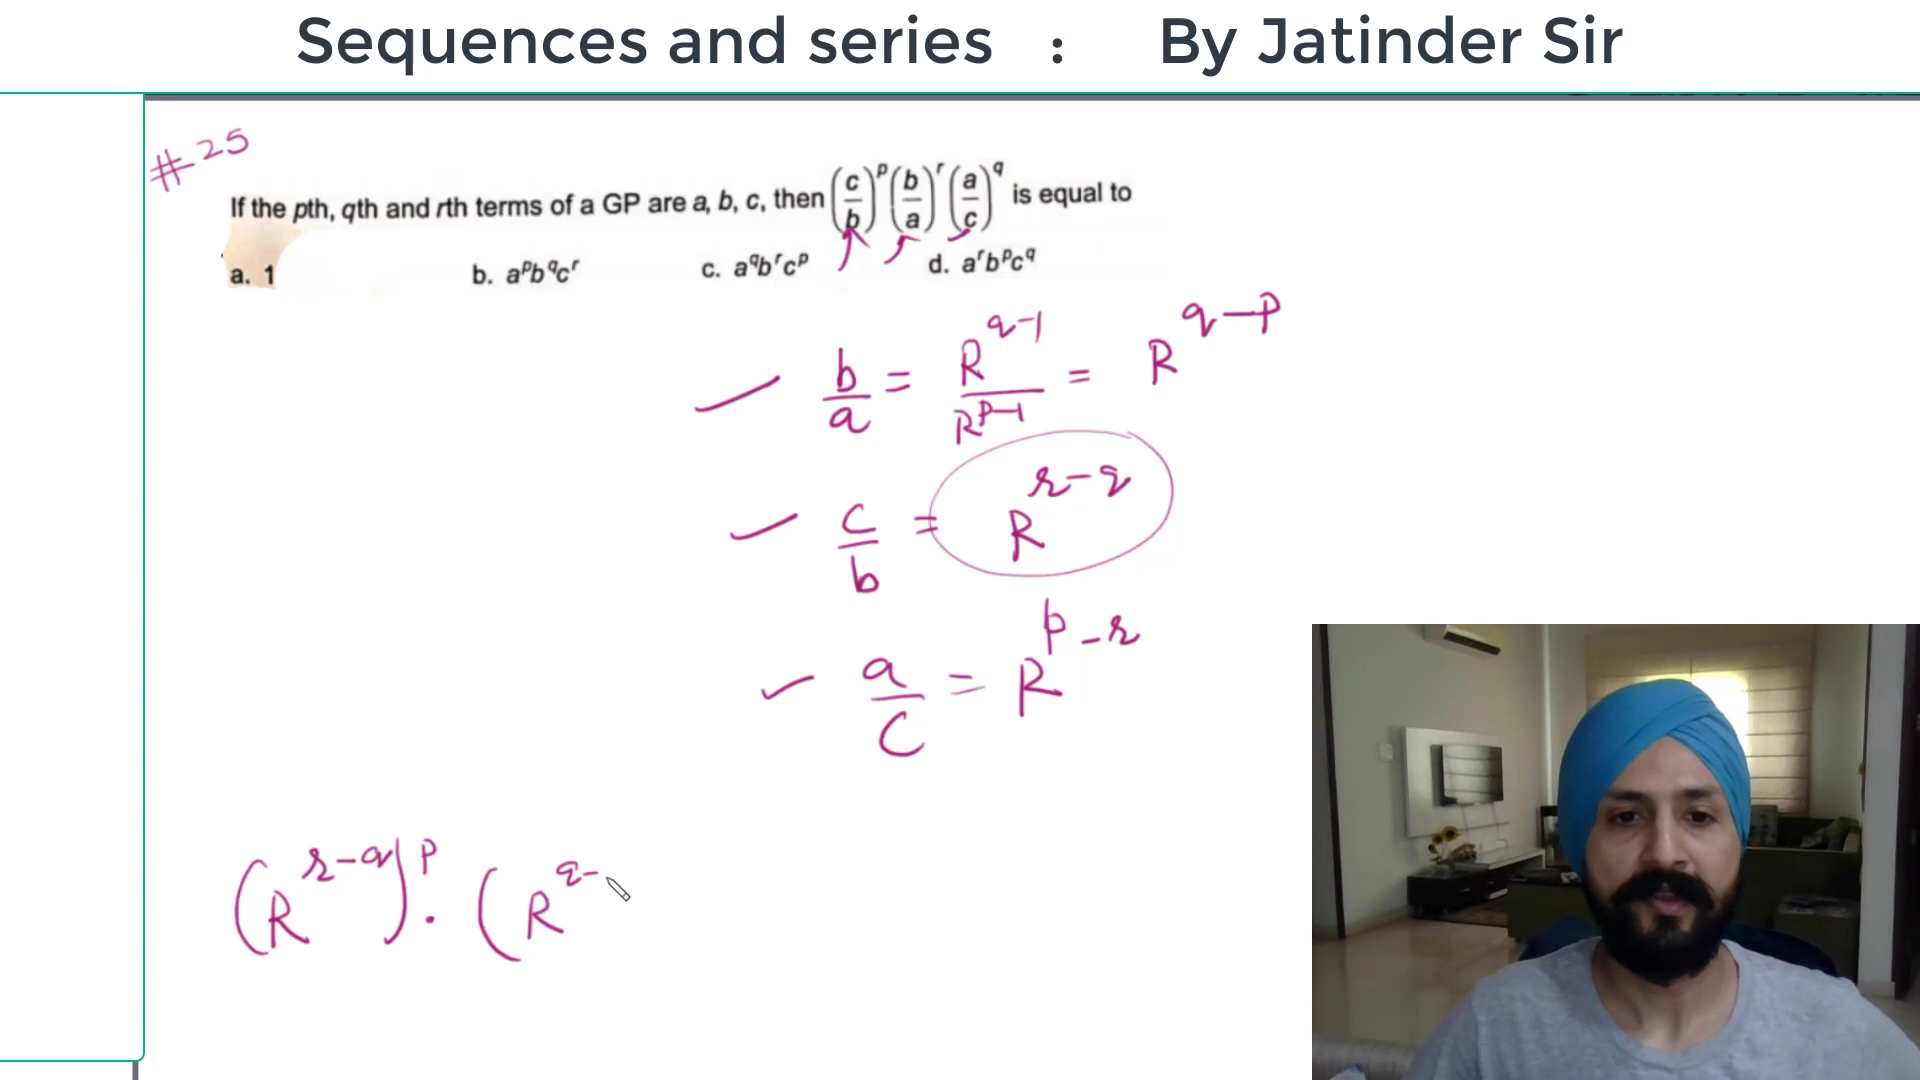 Sequences and series : By Jatinder Sir
#25
If the pth, qth and rth terms of a GP are a, b, c, then (c/b)^p (b/a)^r (a/c)^q is equal to
a. 1 b. a^p b^q c^r c. a^q b^r c^p d. a^r b^p c^q
b/a = R^(q-1)/R^(p-1) = R^(q-p)
c/b = R^(r-q)
a/c = R^(p-r)
(R^(r-q))^p . (R^(q-